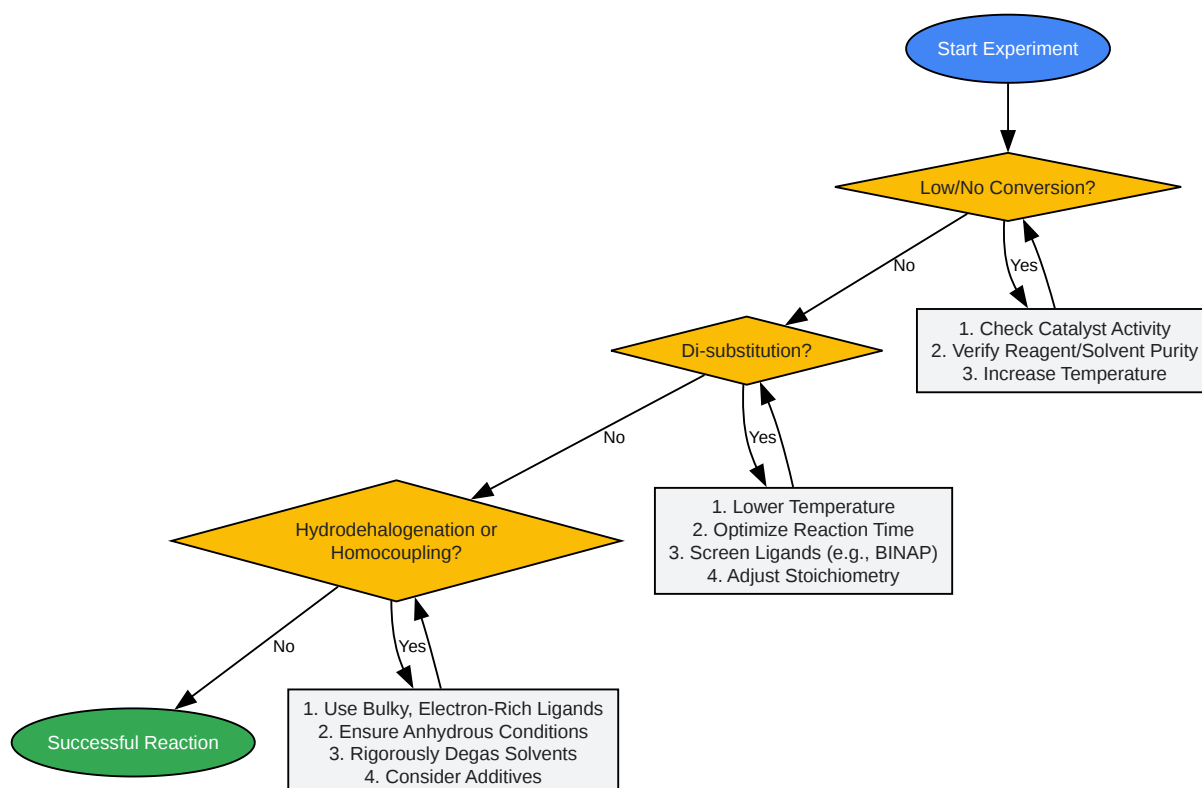 Start Experiment
Low/No Conversion?
No
Yes
1. Check Catalyst Activity
2. Verify Reagent/Solvent Purity
3. Increase Temperature
Di-substitution?
No
Yes
1. Lower Temperature
2. Optimize Reaction Time
3. Screen Ligands (e.g., BINAP)
4. Adjust Stoichiometry
Hydrodehalogenation or
Homocoupling?
No
Yes
1. Use Bulky, Electron-Rich Ligands
2. Ensure Anhydrous Conditions
3. Rigorously Degas Solvents
4. Consider Additives
Successful Reaction